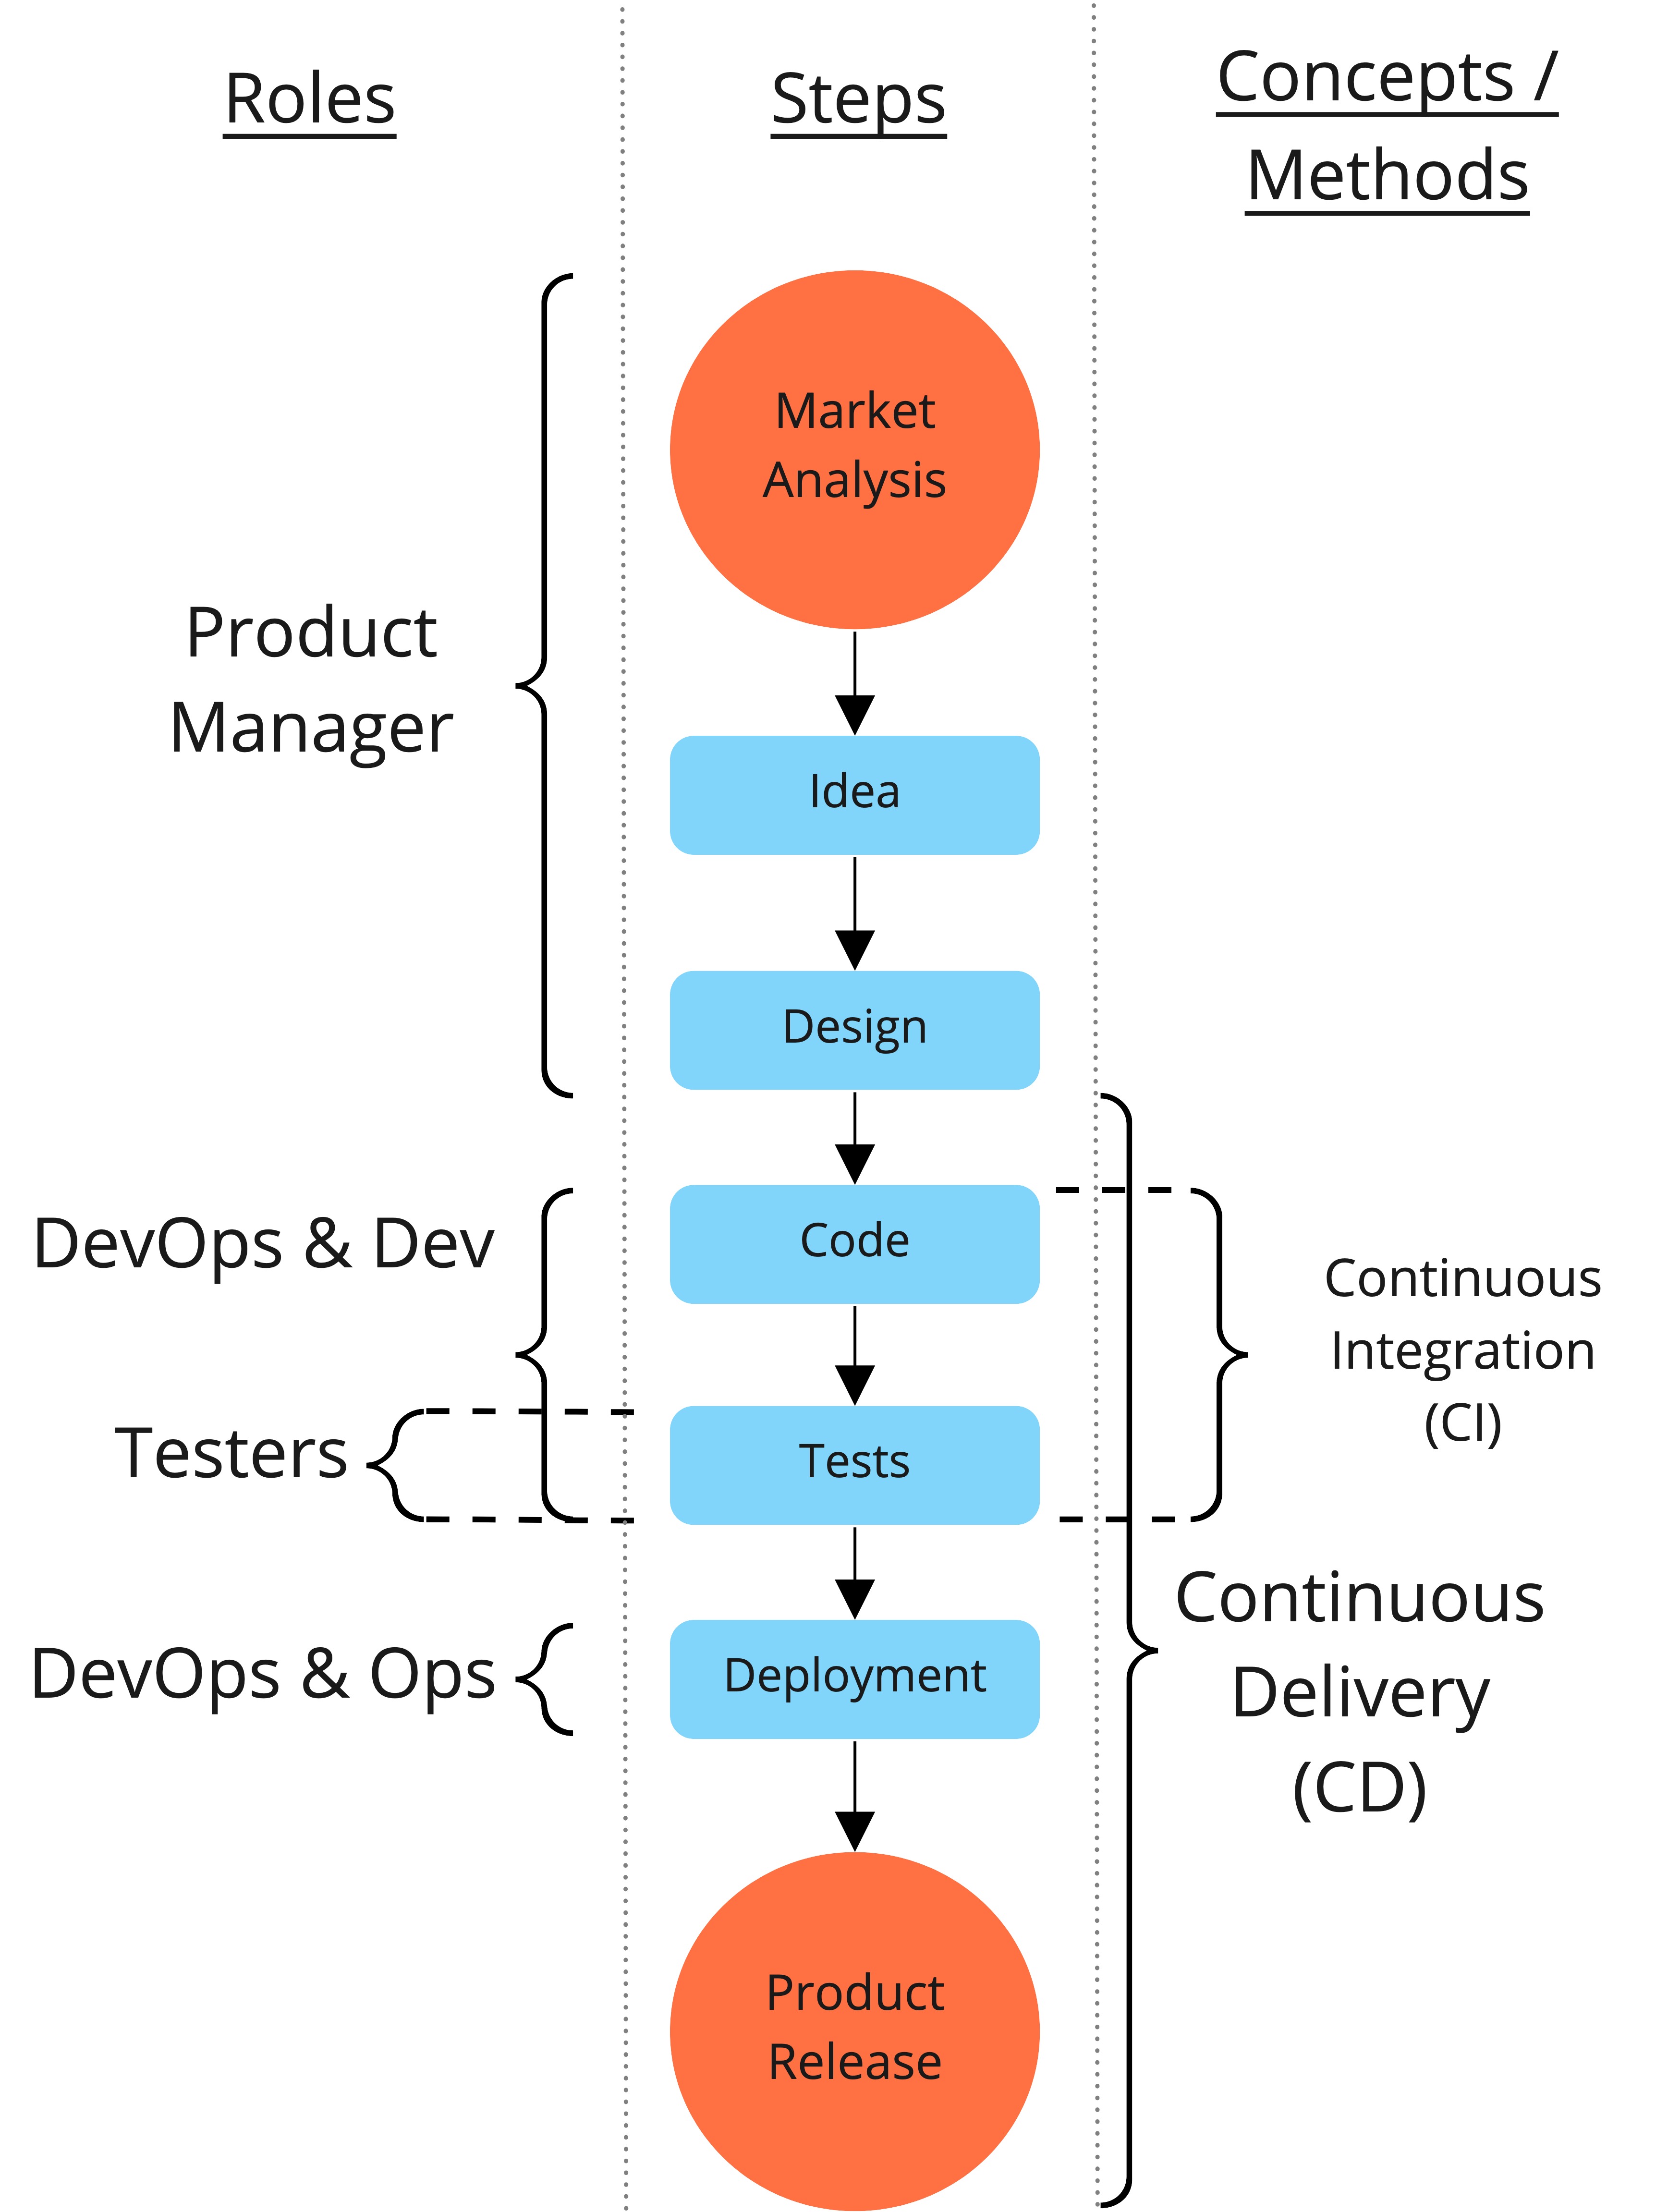 Roles
Steps
Concepts /
Methods
Market
Analysis
Product
Manager
Idea
Design
DevOps & Dev
Code
Continuous
Integration
(CI)
Testers
Tests
DevOps & Ops
Deployment
Continuous
Delivery
(CD)
Product
Release